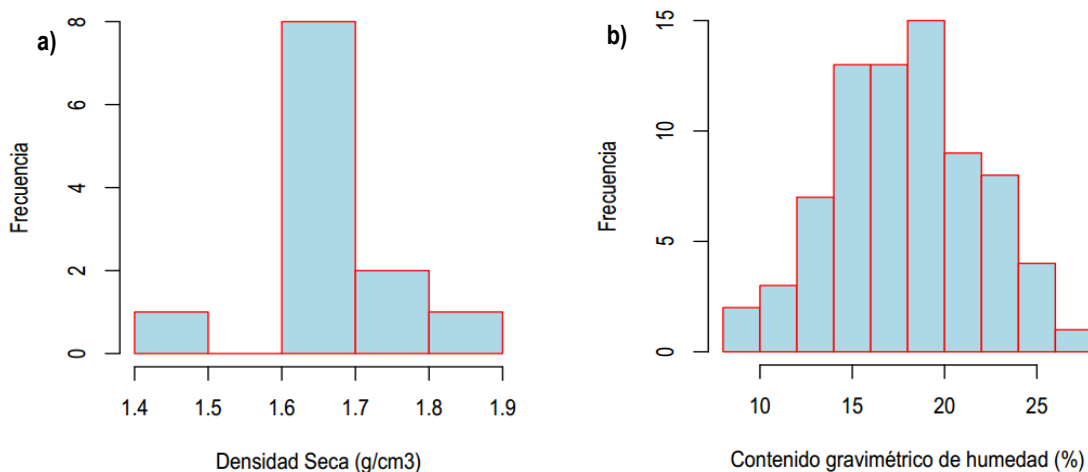 a)
Frecuencia
8
6
4
2
0
1.4 1.5 1.6 1.7 1.8 1.9
Densidad Seca (g/cm3)
b)
Frecuencia
15
10
5
0
10 15 20 25
Contenido gravimétrico de humedad (%)